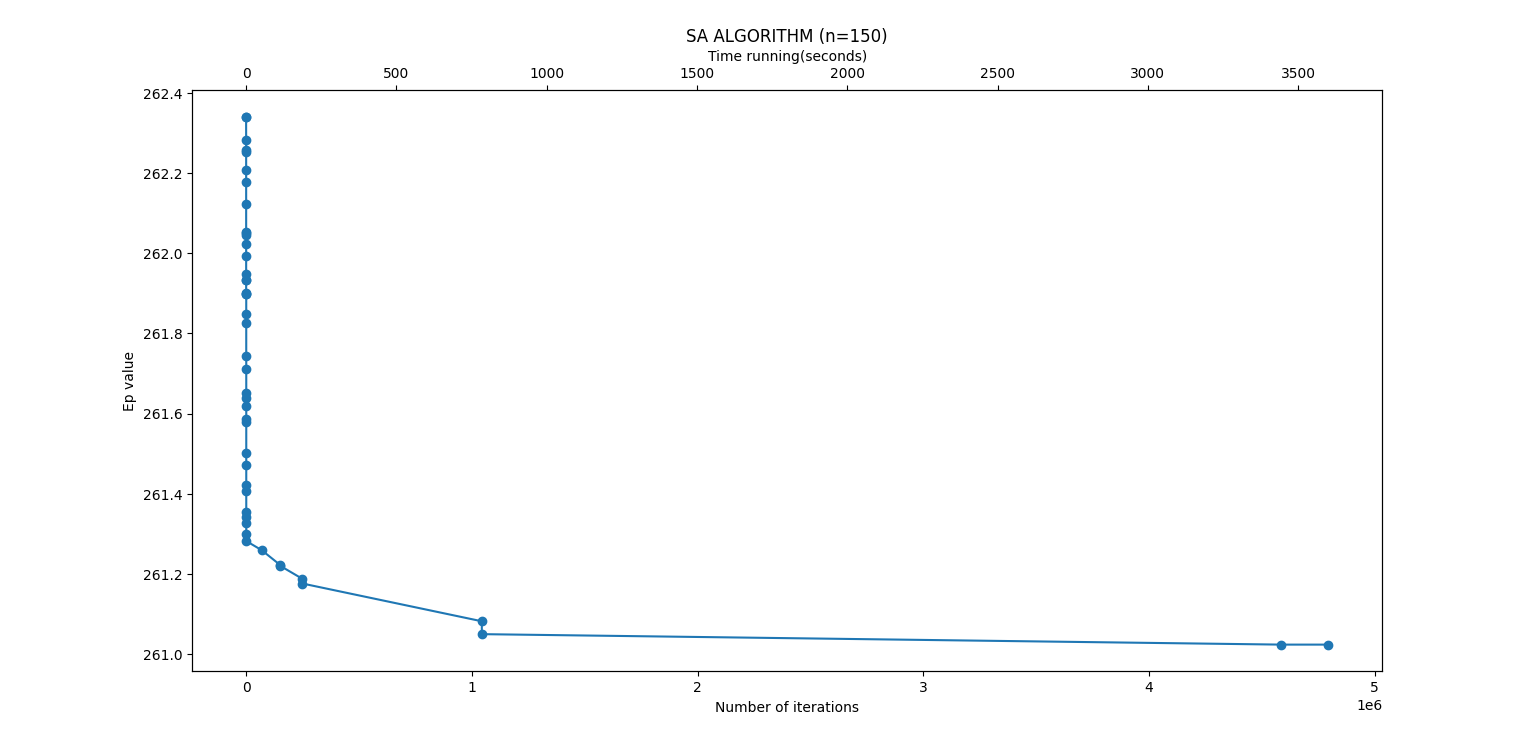 SA ALGORITHM (n=150)
Time running(seconds)
0 500 1000 1500 2000 2500 3000 3500
262.4
262.2
262.0
261.8
261.6
261.4
261.2
261.0
Ep value
0 1 2 3 4 5
1e6
Number of iterations